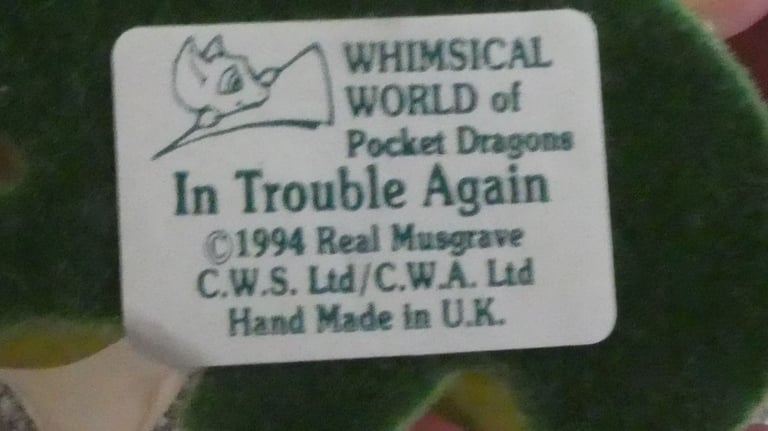 WHIMSICAL
WORLD of
Pocket Dragons
In Trouble Again
©1994 Real Musgrave
C.W.S. Ltd/C.W.A. Ltd
Hand Made in U.K.